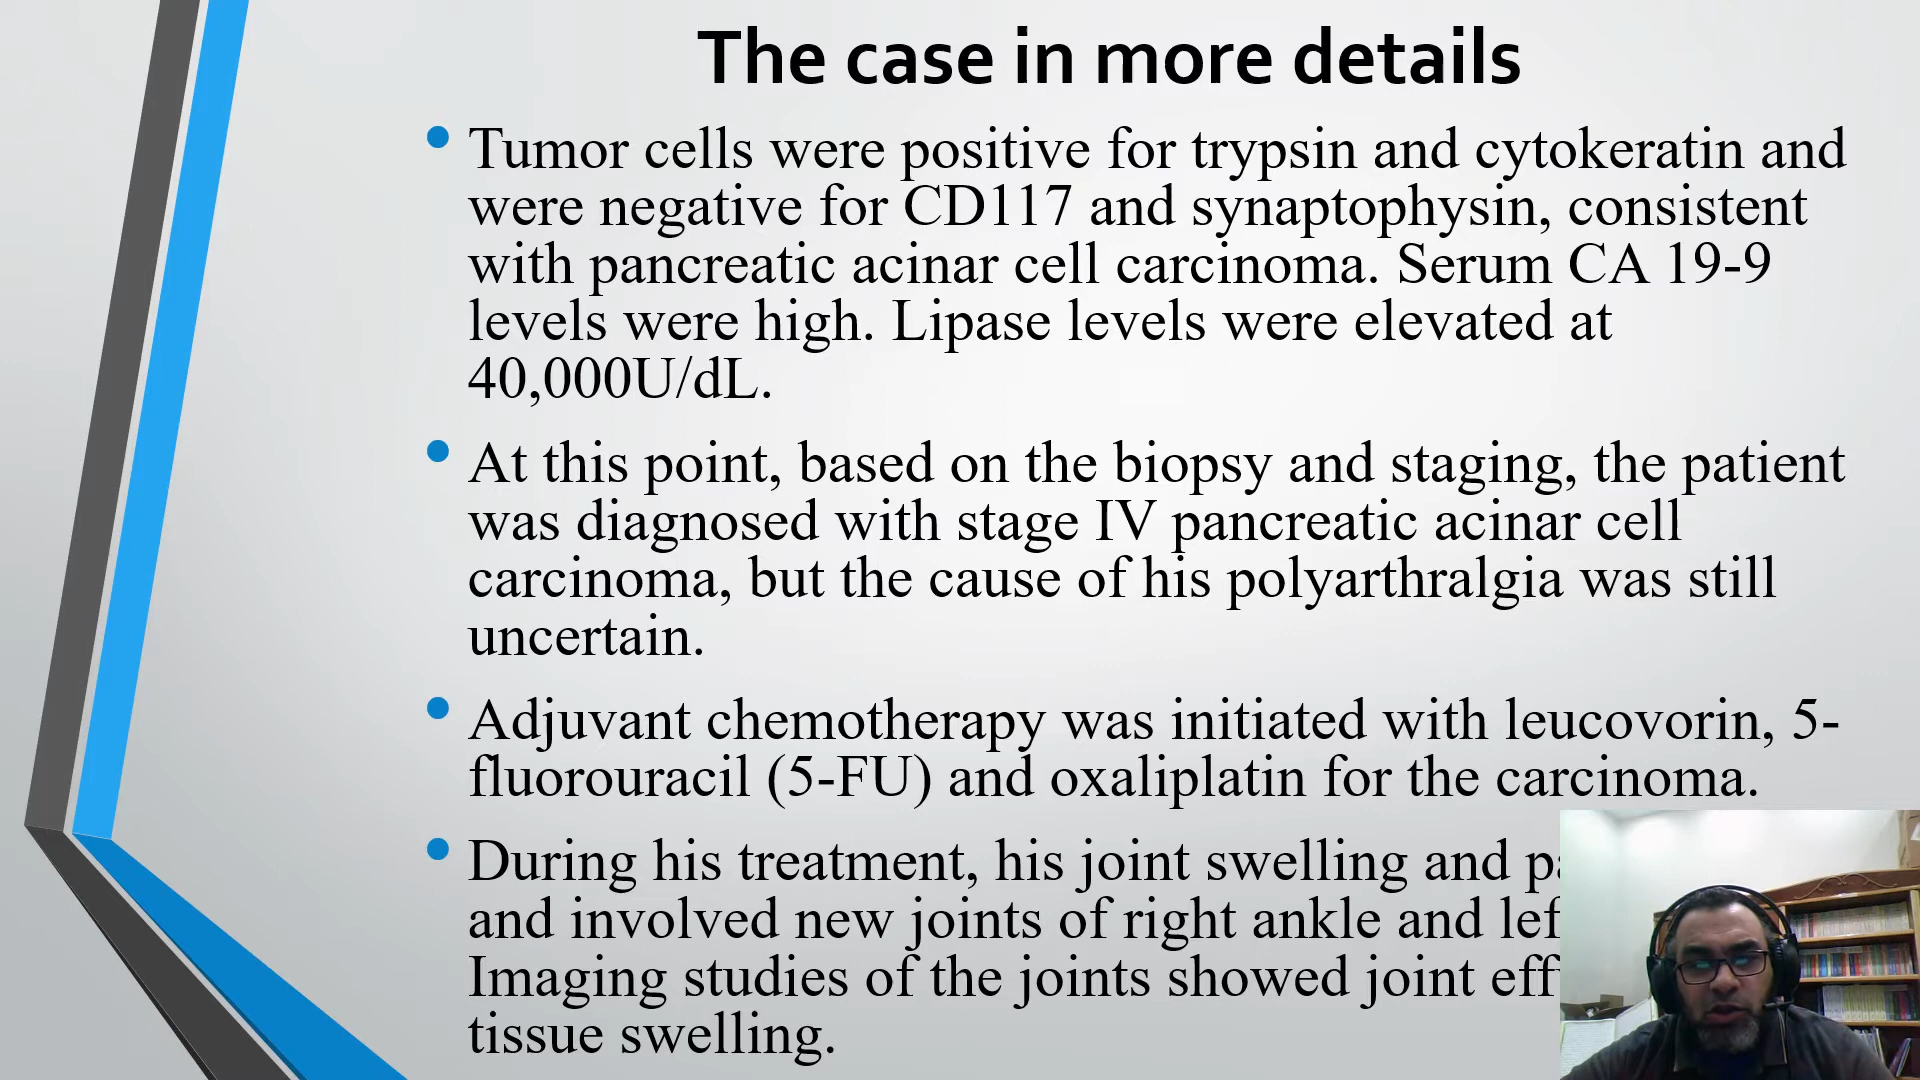 The case in more details
• Tumor cells were positive for trypsin and cytokeratin and
were negative for CD117 and synaptophysin, consistent
with pancreatic acinar cell carcinoma. Serum CA 19-9
levels were high. Lipase levels were elevated at
40,000U/dL.
• At this point, based on the biopsy and staging, the patient
was diagnosed with stage IV pancreatic acinar cell
carcinoma, but the cause of his polyarthralgia was still
uncertain.
• Adjuvant chemotherapy was initiated with leucovorin, 5-
fluorouracil (5-FU) and oxaliplatin for the carcinoma.
• During his treatment, his joint swelling and
and involved new joints of right ankle and
Imaging studies of the joints showed joint
tissue swelling.